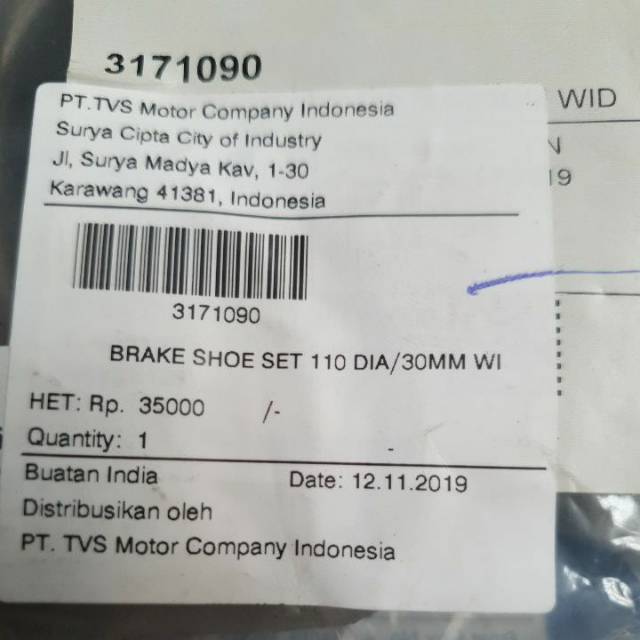 3171090
WID
N
19
PT.TVS Motor Company Indonesia
Surya Cipta City of Industry
Jl, Surya Madya Kav, 1-30
Karawang 41381, Indonesia
3171090
BRAKE SHOE SET 110 DIA/30MM WI
HET: Rp. 35000 /-
Quantity: 1 -
Buatan India Date: 12.11.2019
Distribusikan oleh
PT. TVS Motor Company Indonesia